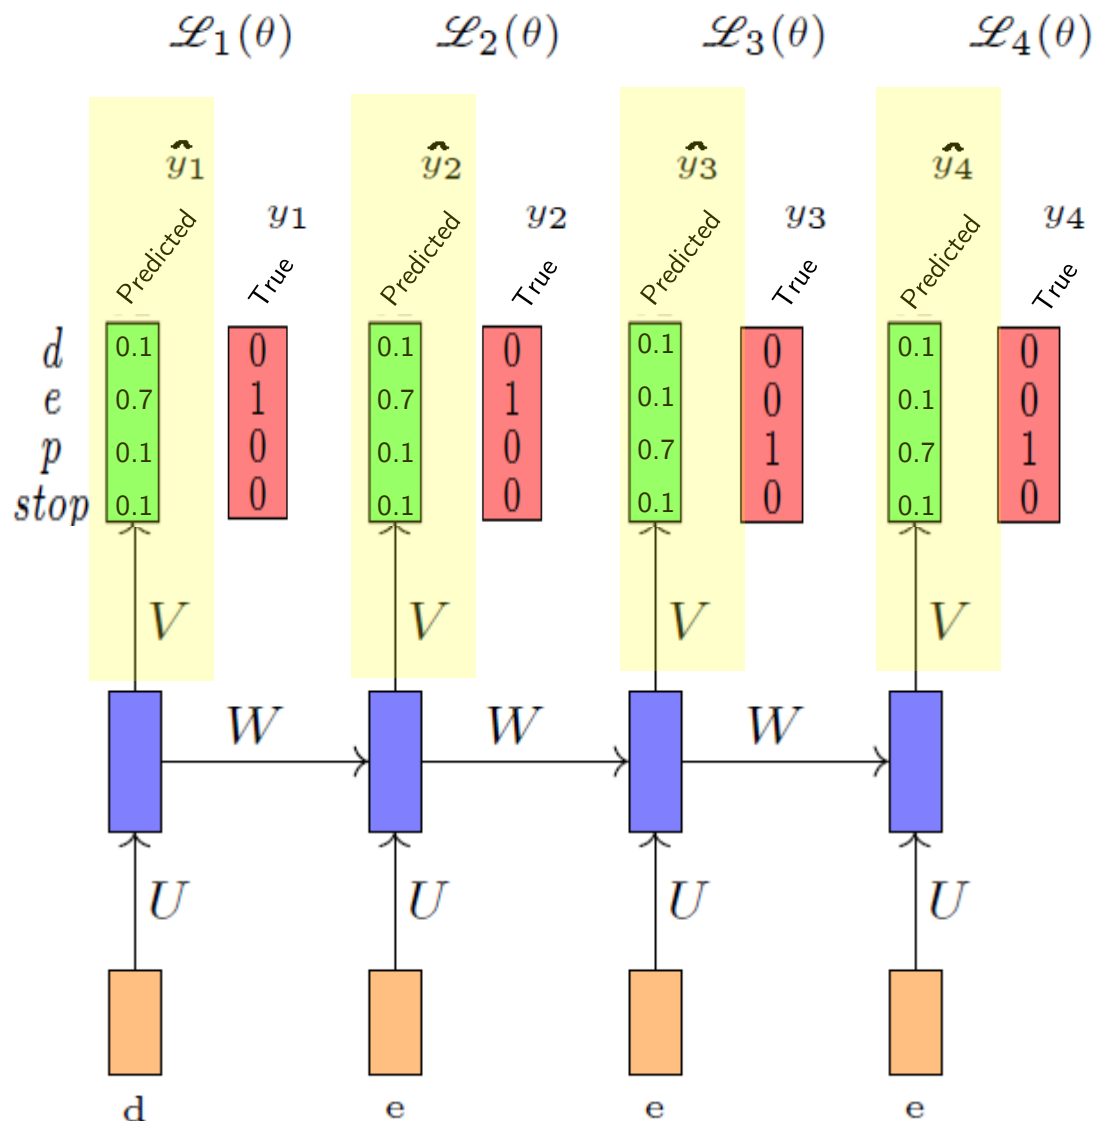 ℒ₁(θ) ℒ₂(θ) ℒ₃(θ) ℒ₄(θ)
ŷ₁ ŷ₂ ŷ₃ ŷ₄
y₁ y₂ y₃ y₄
Predicted True Predicted True Predicted True Predicted True
d 0.1 0 0.1 0 0.1 0 0.1 0
e 0.7 1 0.7 1 0.1 0 0.1 0
p 0.1 0 0.1 0 0.7 1 0.7 1
stop 0.1 0 0.1 0 0.1 0 0.1 0
V V V V
W W W
U U U U
d e e e